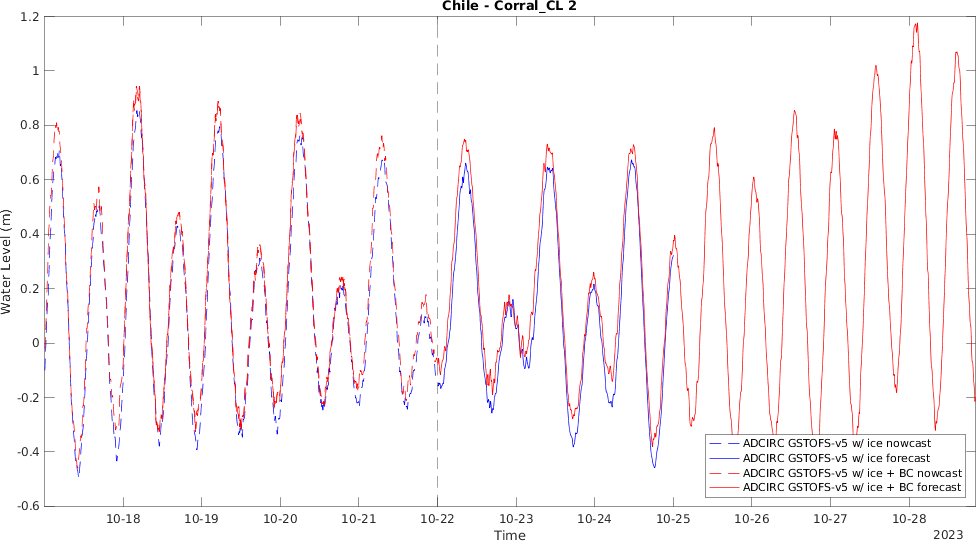 Chile - Corral_CL 2
1.2
1
0.8
0.6
0.4
0.2
0
-0.2
-0.4
-0.6
Water Level (m)
ADCIRC GSTOFS-v5 w/ ice nowcast
ADCIRC GSTOFS-v5 w/ ice forecast
ADCIRC GSTOFS-v5 w/ ice + BC nowcast
ADCIRC GSTOFS-v5 w/ ice + BC forecast
10-18 10-19 10-20 10-21 10-22 10-23 10-24 10-25 10-26 10-27 10-28
Time
2023